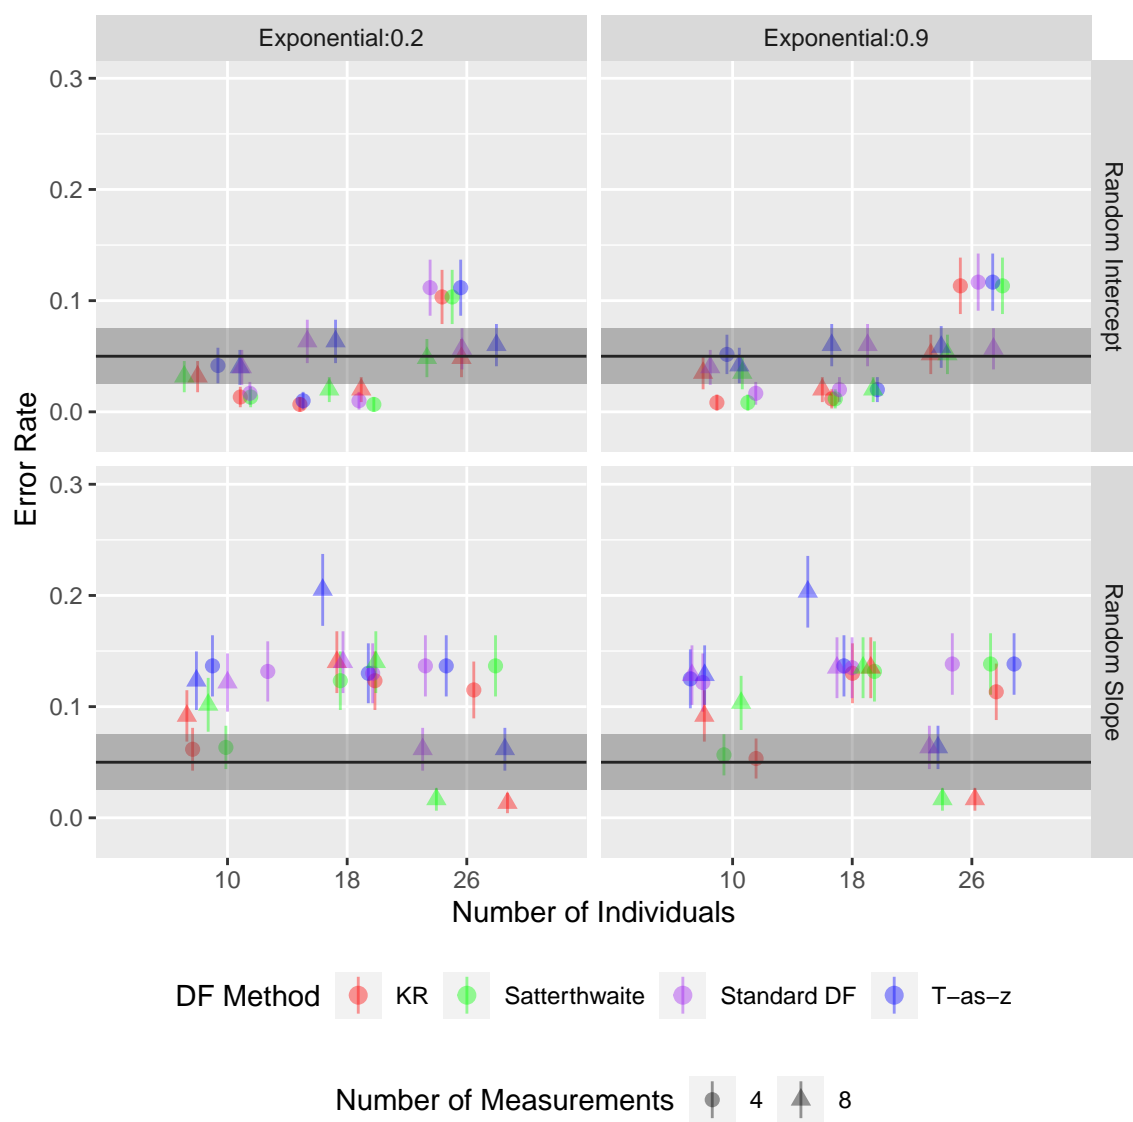 Exponential:0.2
Exponential:0.9
0.3
0.2
0.1
0.0
Random Intercept
Error Rate
0.3
0.2
0.1
0.0
Random Slope
10
18
26
10
18
26
Number of Individuals
DF Method
KR
Satterthwaite
Standard DF
T−as−z
Number of Measurements
4
8